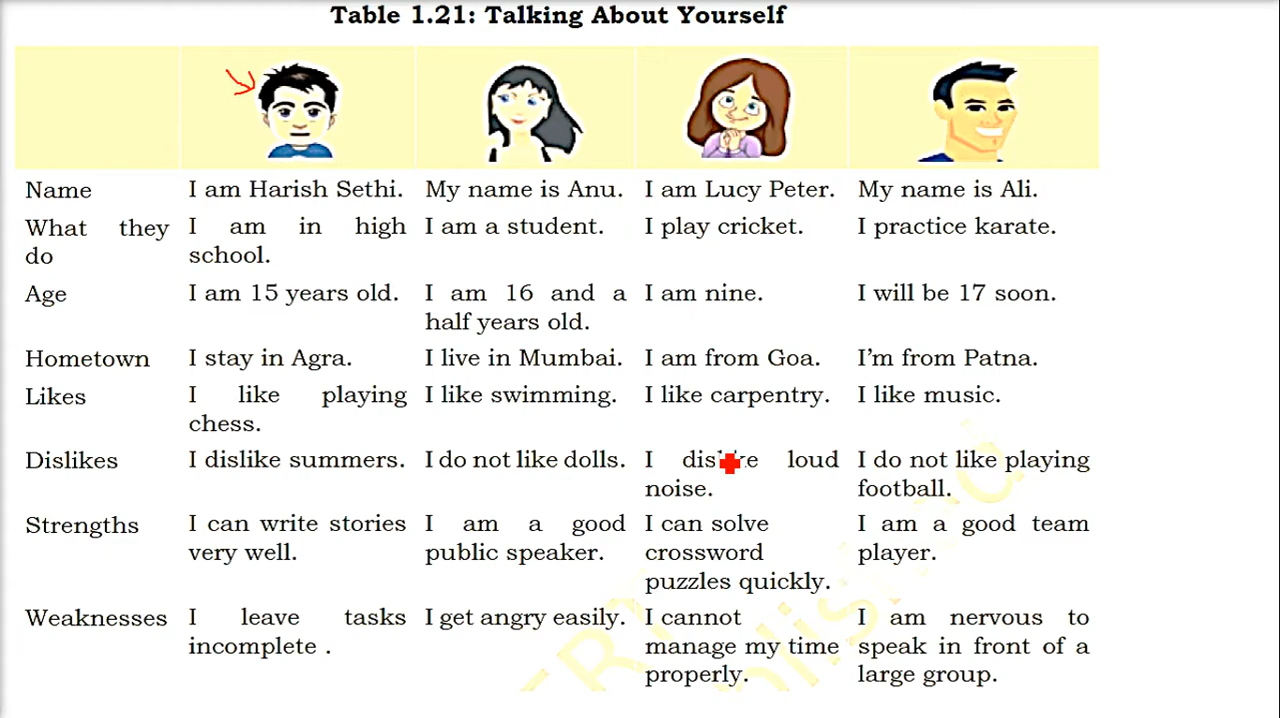 Table 1.21: Talking About Yourself
Name
I am Harish Sethi.
My name is Anu.
I am Lucy Peter.
My name is Ali.
What they
do
I am in high
school.
I am a student.
I play cricket.
I practice karate.
Age
I am 15 years old.
I am 16 and a
half years old.
I am nine.
I will be 17 soon.
Hometown
I stay in Agra.
I live in Mumbai.
I am from Goa.
I'm from Patna.
Likes
I like playing
chess.
I like swimming.
I like carpentry.
I like music.
Dislikes
I dislike summers.
I do not like dolls.
I dislike loud
noise.
I do not like playing
football.
Strengths
I can write stories
very well.
I am a good
public speaker.
I can solve
crossword
puzzles quickly.
I am a good team
player.
Weaknesses
I leave tasks
incomplete .
I get angry easily.
I cannot
manage my time
properly.
I am nervous to
speak in front of a
large group.